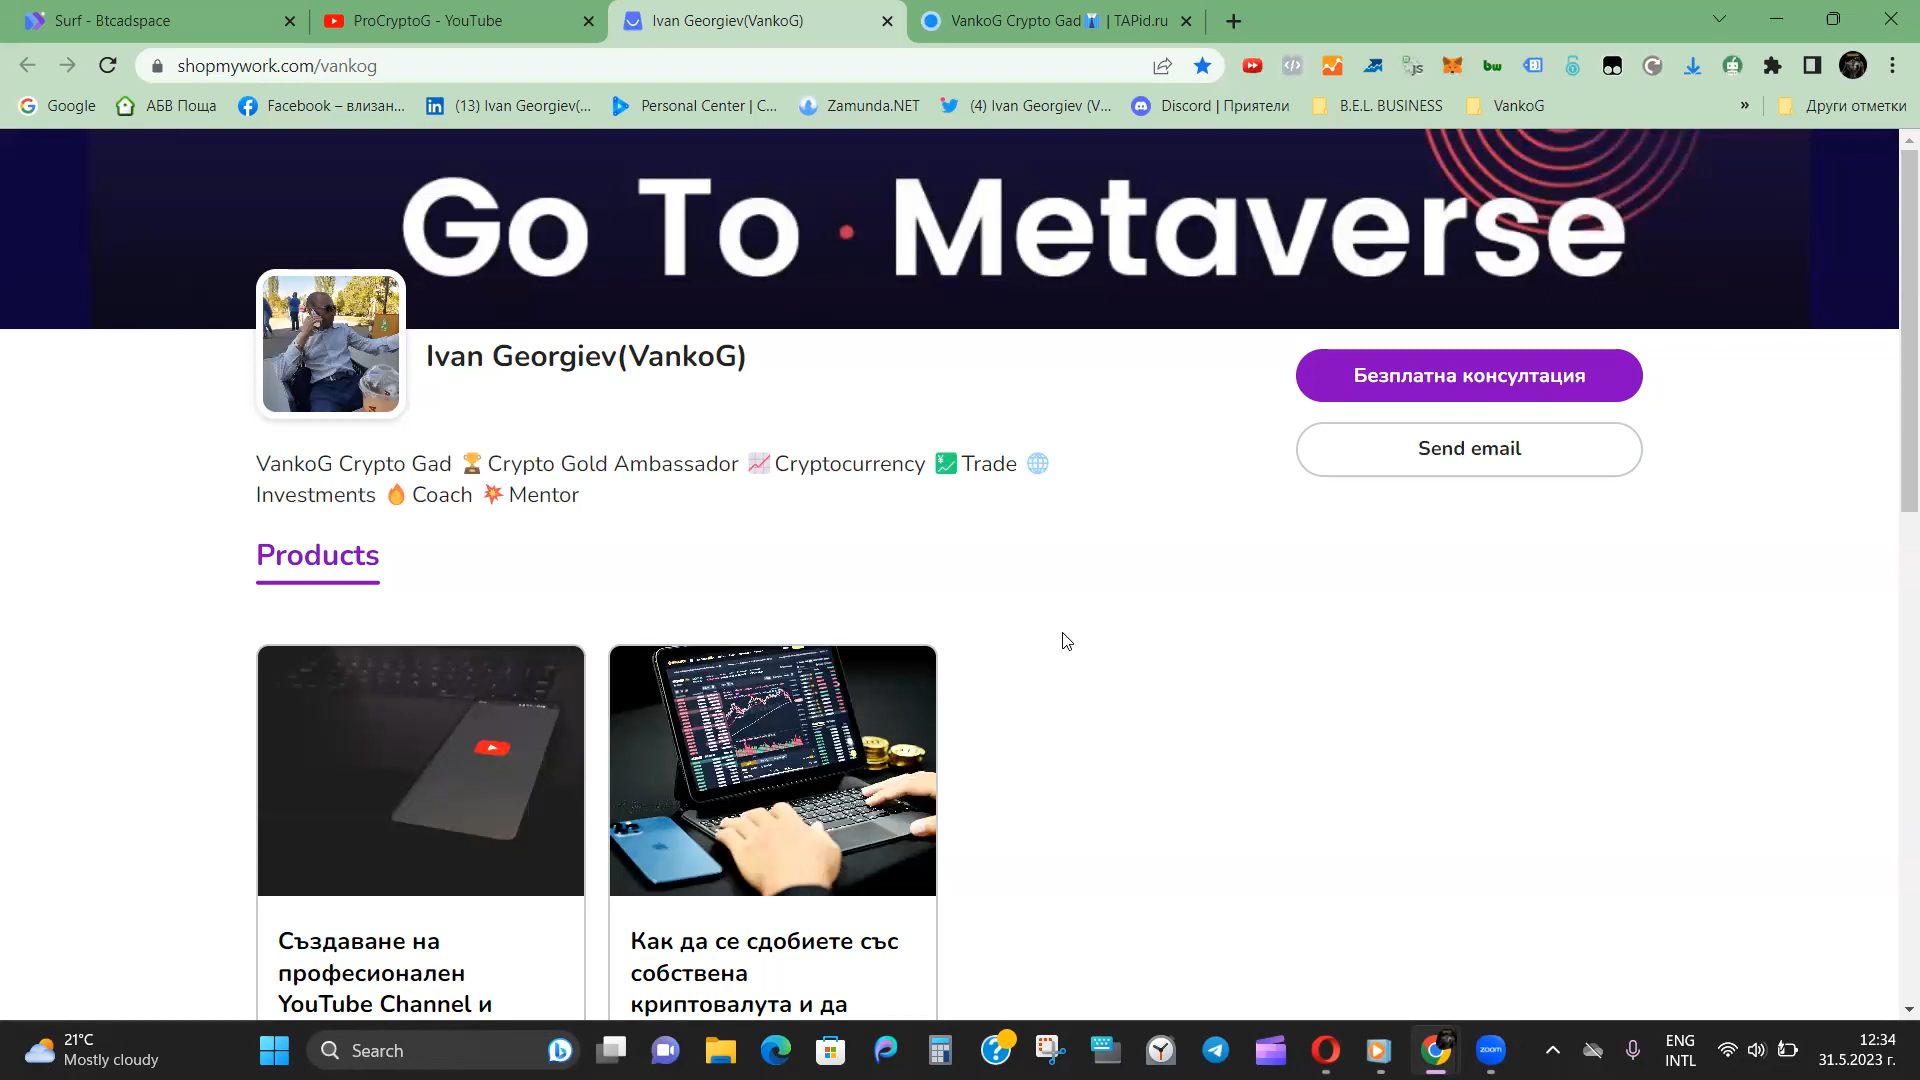 Surf - Btcadspace
ProCryptoG - YouTube
Ivan Georgiev(VankoG)
VankoG Crypto Gad | TAPid.ru
shopmywork.com/vankog
Google
АБВ Поща
Facebook – влизан...
(13) Ivan Georgiev(...
Personal Center | C...
Zamunda.NET
(4) Ivan Georgiev (V...
Discord | Приятели
B.E.L. BUSINESS
VankoG
»
Други отметки
Go To · Metaverse
Ivan Georgiev(VankoG)
Безплатна консултация
Send email
VankoG Crypto Gad 🏆 Crypto Gold Ambassador 📈 Cryptocurrency 💹 Trade 🌐
Investments 🔥 Coach 💥 Mentor
Products
Създаване на
професионален
YouTube Channel и
Как да се сдобиете със
собствена
криптовалута и да
21°C
Mostly cloudy
Search
zoom
ENG
INTL
12:34
31.5.2023 г.